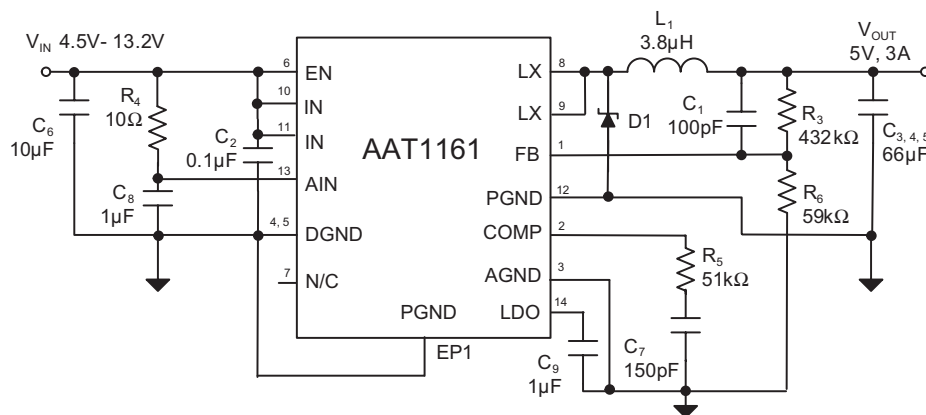 V_IN 4.5V- 13.2V
C₆
10µF
R₄
10Ω
C₈
1µF
C₂
0.1µF
6
10
11
13
4, 5
7
EN
IN
IN
AIN
DGND
N/C
AAT1161
PGND
EP1
LX
LX
FB
PGND
COMP
AGND
LDO
8
9
1
12
2
3
14
L₁
3.8µH
D1
C₁
100pF
R₃
432kΩ
V_OUT
5V, 3A
C₃, ₄, ₅
66µF
R₆
59kΩ
R₅
51kΩ
C₇
150pF
C₉
1µF